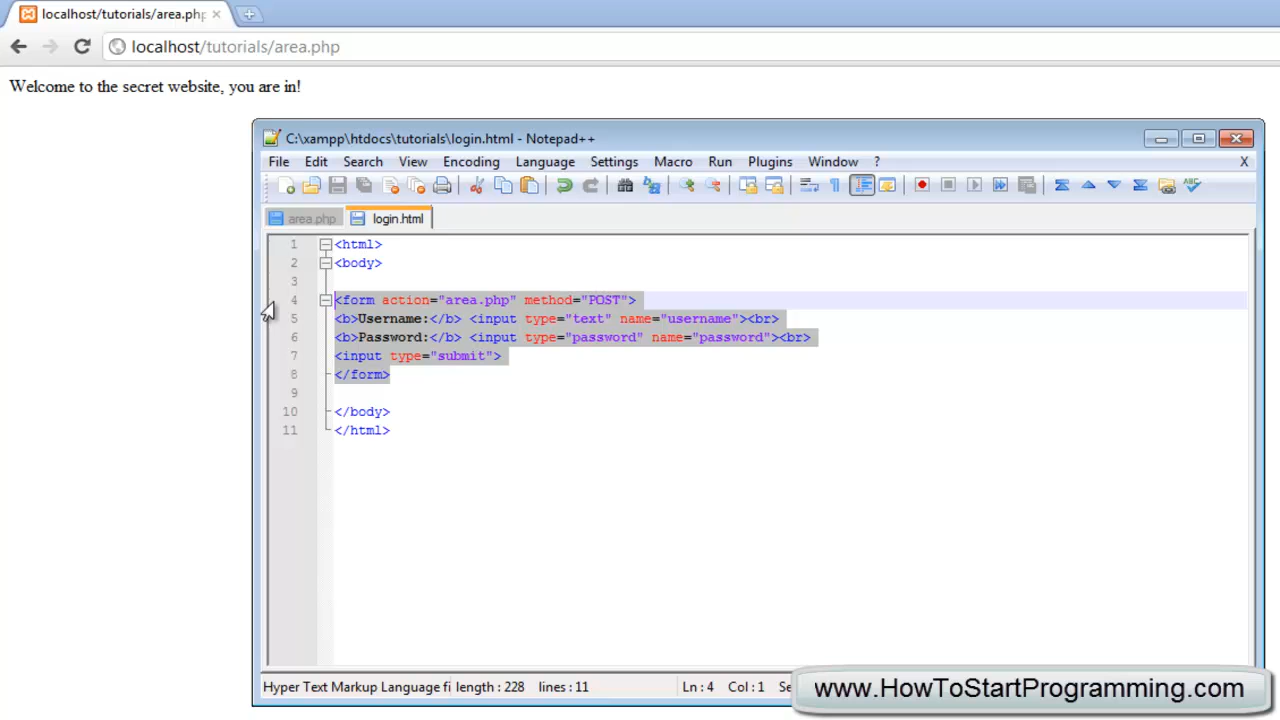 localhost/tutorials/area.php
localhost/tutorials/area.php
Welcome to the secret website, you are in!
C:\xampp\htdocs\tutorials\login.html - Notepad++
File Edit Search View Encoding Language Settings Macro Run Plugins Window ? X
area.php login.html
1 <html>
2 <body>
3
4 <form action="area.php" method="POST">
5 <b>Username:</b> <input type="text" name="username"><br>
6 <b>Password:</b> <input type="password" name="password"><br>
7 <input type="submit">
8 </form>
9
10 </body>
11 </html>
Hyper Text Markup Language fi length : 228 lines : 11 Ln : 4 Col : 1 Se
www.HowToStartProgramming.com